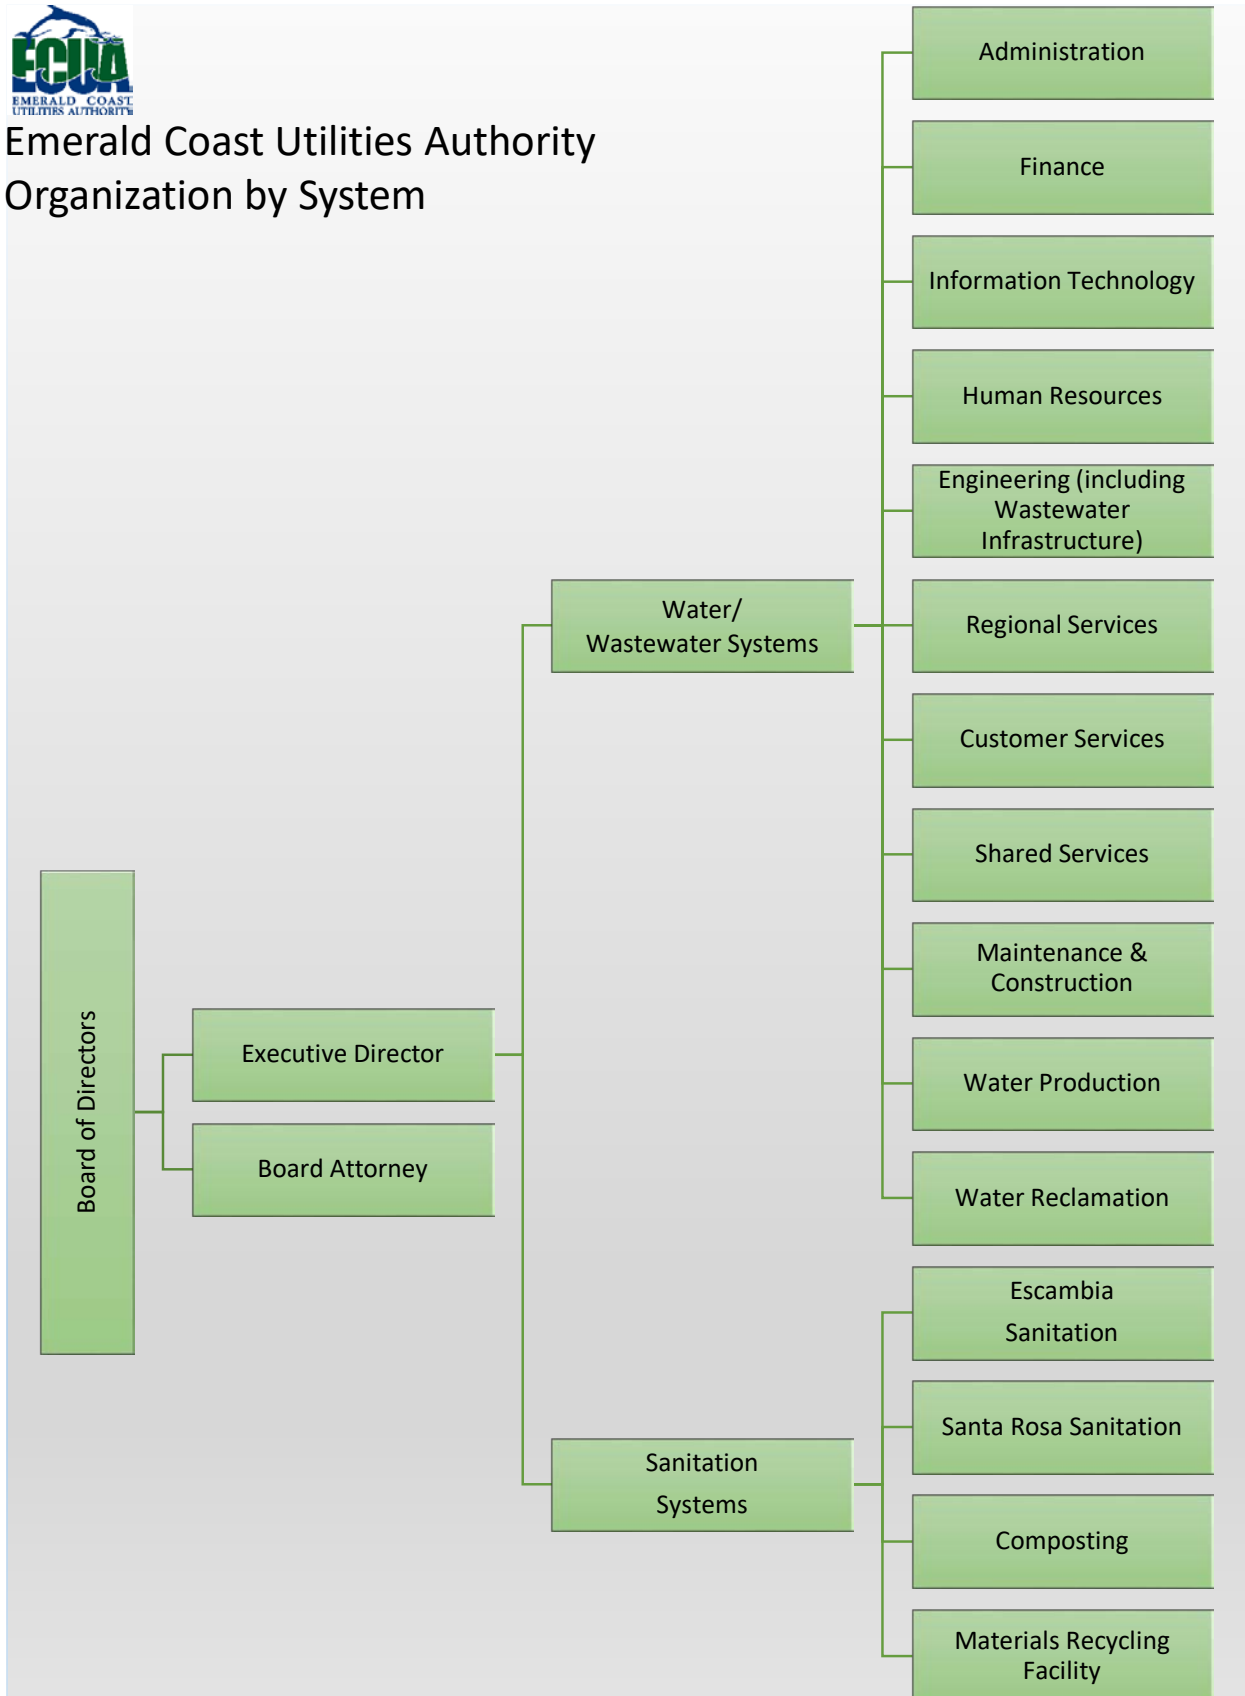 ECUA
EMERALD COAST
UTILITIES AUTHORITY
Emerald Coast Utilities Authority
Organization by System
Board of Directors
Executive Director
Board Attorney
Water/
Wastewater Systems
Administration
Finance
Information Technology
Human Resources
Engineering (including
Wastewater
Infrastructure)
Regional Services
Customer Services
Shared Services
Maintenance &
Construction
Water Production
Water Reclamation
Sanitation
Systems
Escambia
Sanitation
Santa Rosa Sanitation
Composting
Materials Recycling
Facility